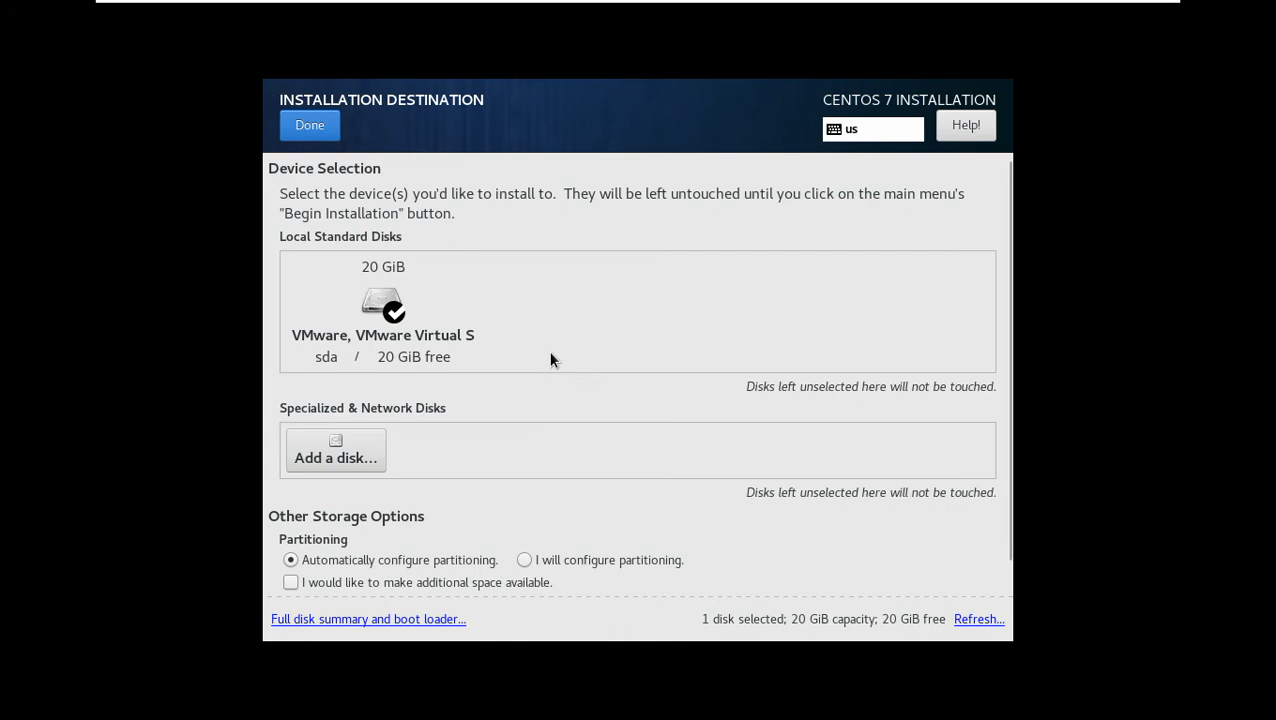 INSTALLATION DESTINATION
CENTOS 7 INSTALLATION
Done
us
Help!
Device Selection
Select the device(s) you'd like to install to.  They will be left untouched until you click on the main menu's
"Begin Installation" button.
Local Standard Disks
20 GiB
VMware, VMware Virtual S
sda / 20 GiB free
Disks left unselected here will not be touched.
Specialized & Network Disks
Add a disk...
Disks left unselected here will not be touched.
Other Storage Options
Partitioning
Automatically configure partitioning. I will configure partitioning.
I would like to make additional space available.
Full disk summary and boot loader... 1 disk selected; 20 GiB capacity; 20 GiB free Refresh...